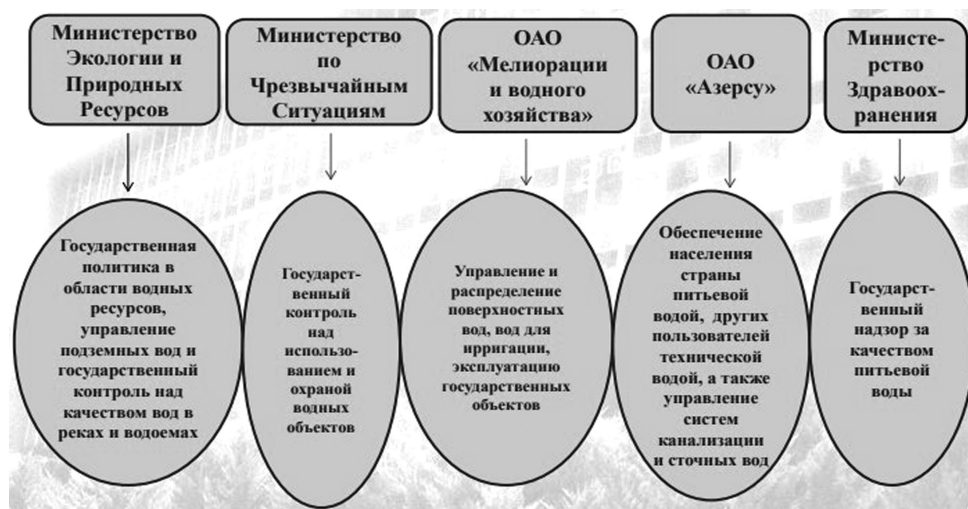 Министерство
Экологии и
Природных
Ресурсов
Министерство
по
Чрезвычайным
Ситуациям
ОАО
«Мелиорации
и водного
хозяйства»
ОАО
«Азерсу»
Министе-
рство
Здравоох-
ранения
Государственная
политика в
области водных
ресурсов,
управление
подземных вод и
государственный
контроль над
качеством вод в
реках и водоемах
Государст-
венный
контроль
над
использо-
ванием и
охраной
водных
объектов
Управление и
распределение
поверхностных
вод, вод для
ирригации,
эксплуатацию
государственных
объектов
Обеспечение
населения
страны
питьевой
водой, других
пользователей
технической
водой, а также
управление
систем
канализации
и сточных вод
Государст-
венный
надзор за
качеством
питьевой
воды